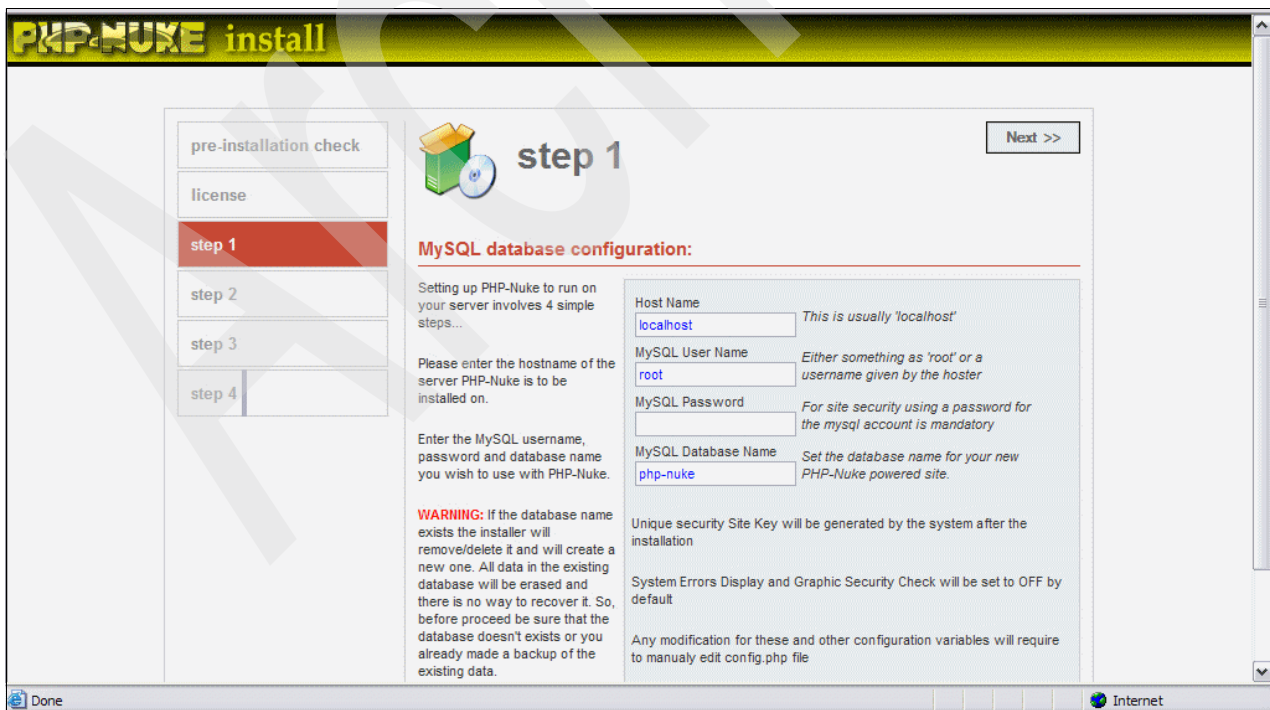 PHP-NUKE install
pre-installation check
license
step 1
step 2
step 3
step 4
step 1
Next >>
MySQL database configuration:
Setting up PHP-Nuke to run on
your server involves 4 simple
steps...
Please enter the hostname of the
server PHP-Nuke is to be
installed on.
Enter the MySQL username,
password and database name
you wish to use with PHP-Nuke.
WARNING: If the database name
exists the installer will
remove/delete it and will create a
new one. All data in the existing
database will be erased and
there is no way to recover it. So,
before proceed be sure that the
database doesn't exists or you
already made a backup of the
existing data.
Host Name
localhost
This is usually 'localhost'
MySQL User Name
root
Either something as 'root' or a
username given by the hoster
MySQL Password
For site security using a password for
the mysql account is mandatory
MySQL Database Name
php-nuke
Set the database name for your new
PHP-Nuke powered site.
Unique security Site Key will be generated by the system after the
installation
System Errors Display and Graphic Security Check will be set to OFF by
default
Any modification for these and other configuration variables will require
to manualy edit config.php file
Done
Internet